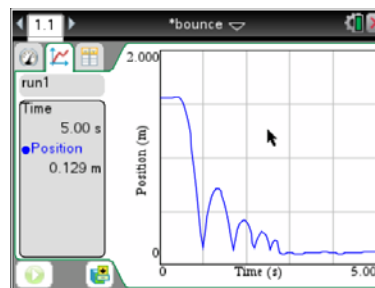 1.1
*bounce
run1
Time
5.00 s
Position
0.129 m
2.000
Position (m)
0
0
Time (s)
5.00